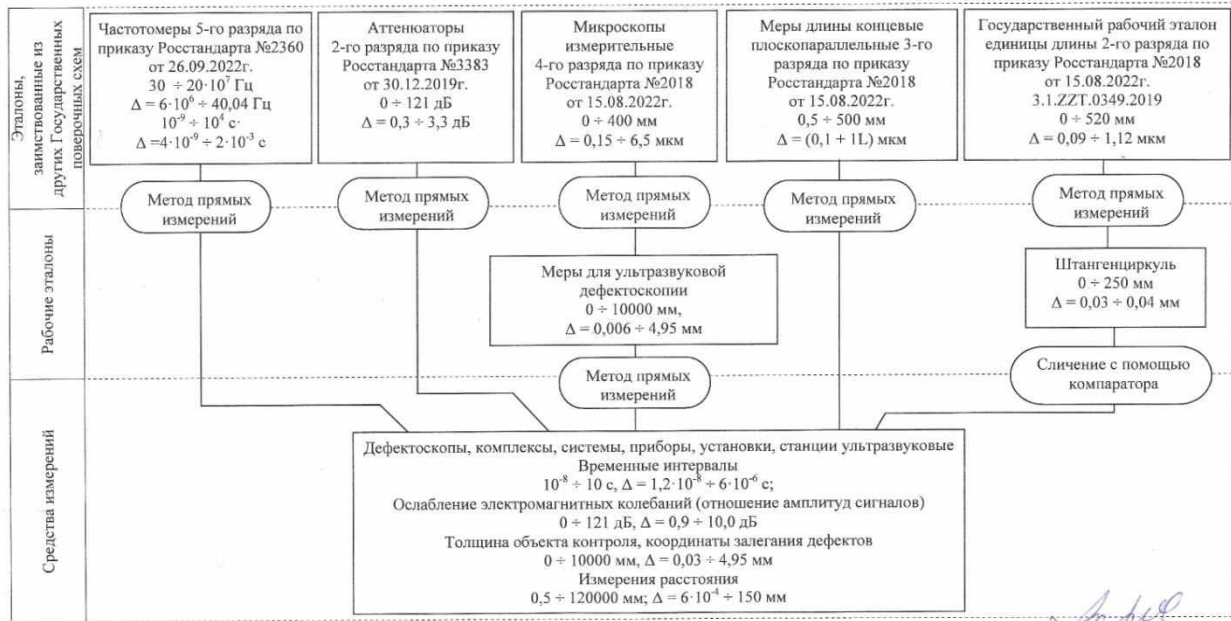 Эталоны,
заимствованные из
других Государственных
поверочных схем
Частотомеры 5-го разряда по
приказу Росстандарта №2360
от 26.09.2022г.
30 ÷ 20·10⁷ Гц
Δ = 6·10⁶ ÷ 40,04 Гц
10⁻⁹ ÷ 10⁴ с·
Δ =4·10⁻⁹ ÷ 2·10⁻³ с
Аттенюаторы
2-го разряда по приказу
Росстандарта №3383
от 30.12.2019г.
0 ÷ 121 дБ
Δ = 0,3 ÷ 3,3 дБ
Микроскопы
измерительные
4-го разряда по приказу
Росстандарта №2018
от 15.08.2022г.
0 ÷ 400 мм
Δ = 0,15 ÷ 6,5 мкм
Меры длины концевые
плоскопараллельные 3-го
разряда по приказу
Росстандарта №2018
от 15.08.2022г.
0,5 ÷ 500 мм
Δ = (0,1 + 1L) мкм
Государственный рабочий эталон
единицы длины 2-го разряда по
приказу Росстандарта №2018
от 15.08.2022г.
3.1.ZZT.0349.2019
0 ÷ 520 мм
Δ = 0,09 ÷ 1,12 мкм
Метод прямых
измерений
Метод прямых
измерений
Метод прямых
измерений
Метод прямых
измерений
Метод прямых
измерений
Рабочие эталоны
Меры для ультразвуковой
дефектоскопии
0 ÷ 10000 мм,
Δ = 0,006 ÷ 4,95 мм
Штангенциркуль
0 ÷ 250 мм
Δ = 0,03 ÷ 0,04 мм
Метод прямых
измерений
Сличение с помощью
компаратора
Средства измерений
Дефектоскопы, комплексы, системы, приборы, установки, станции ультразвуковые
Временные интервалы
10⁻⁸ ÷ 10 с, Δ = 1,2·10⁻⁸ ÷ 6·10⁻⁶ с;
Ослабление электромагнитных колебаний (отношение амплитуд сигналов)
0 ÷ 121 дБ, Δ = 0,9 ÷ 10,0 дБ
Толщина объекта контроля, координаты залегания дефектов
0 ÷ 10000 мм, Δ = 0,03 ÷ 4,95 мм
Измерения расстояния
0,5 ÷ 120000 мм; Δ = 6·10⁻⁴ ÷ 150 мм